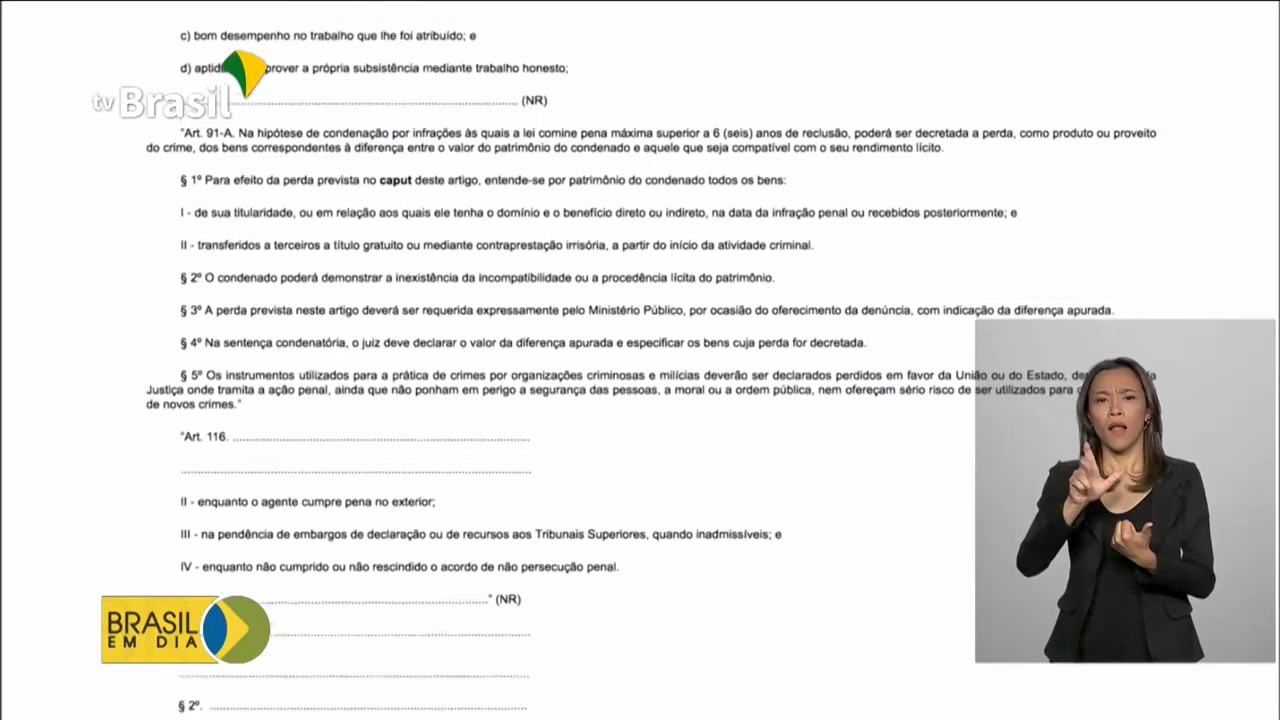 c) bom desempenho no trabalho que lhe foi atribuído; e
d) prover a própria subsistência mediante trabalho honesto;
tv Brasil
........................ (NR)
"Art. 91-A. Na hipótese de condenação por infrações às quais a lei comine pena máxima superior a 6 (seis) anos de reclusão, poderá ser decretada a perda, como produto ou proveito
do crime, dos bens correspondentes à diferença entre o valor do patrimônio do condenado e aquele que seja compatível com o seu rendimento lícito.
§ 1º Para efeito da perda prevista no caput deste artigo, entende-se por patrimônio do condenado todos os bens:
I - de sua titularidade, ou em relação aos quais ele tenha o domínio e o benefício direto ou indireto, na data da infração penal ou recebidos posteriormente; e
II - transferidos a terceiros a título gratuito ou mediante contraprestação irrisória, a partir do início da atividade criminal.
§ 2º O condenado poderá demonstrar a inexistência da incompatibilidade ou a procedência lícita do patrimônio.
§ 3º A perda prevista neste artigo deverá ser requerida expressamente pelo Ministério Público, por ocasião do oferecimento da denúncia, com indicação da diferença apurada.
§ 4º Na sentença condenatória, o juiz deve declarar o valor da diferença apurada e especificar os bens cuja perda for decretada.
§ 5º Os instrumentos utilizados para a prática de crimes por organizações criminosas e milícias deverão ser declarados perdidos em favor da União ou do Estado,
Justiça onde tramita a ação penal, ainda que não ponham em perigo a segurança das pessoas, a moral ou a ordem pública, nem ofereçam sério risco de ser utilizados para
de novos crimes."
"Art. 116. ........................
........................
II - enquanto o agente cumpre pena no exterior;
III - na pendência de embargos de declaração ou de recursos aos Tribunais Superiores, quando inadmissíveis; e
IV - enquanto não cumprido ou não rescindido o acordo de não persecução penal.
........................" (NR)
BRASIL
EM DIA
........................
........................
§ 2º. ........................